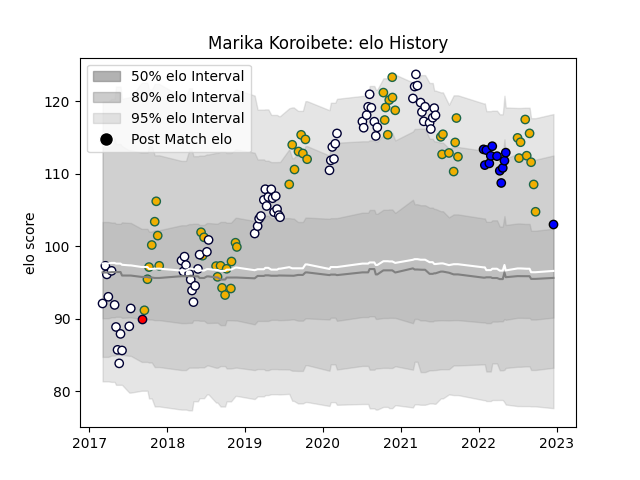 Marika Koroibete: elo History
50% elo Interval
80% elo Interval
95% elo Interval
Post Match elo
elo score
120
110
100
90
80
2017 2018 2019 2020 2021 2022 2023